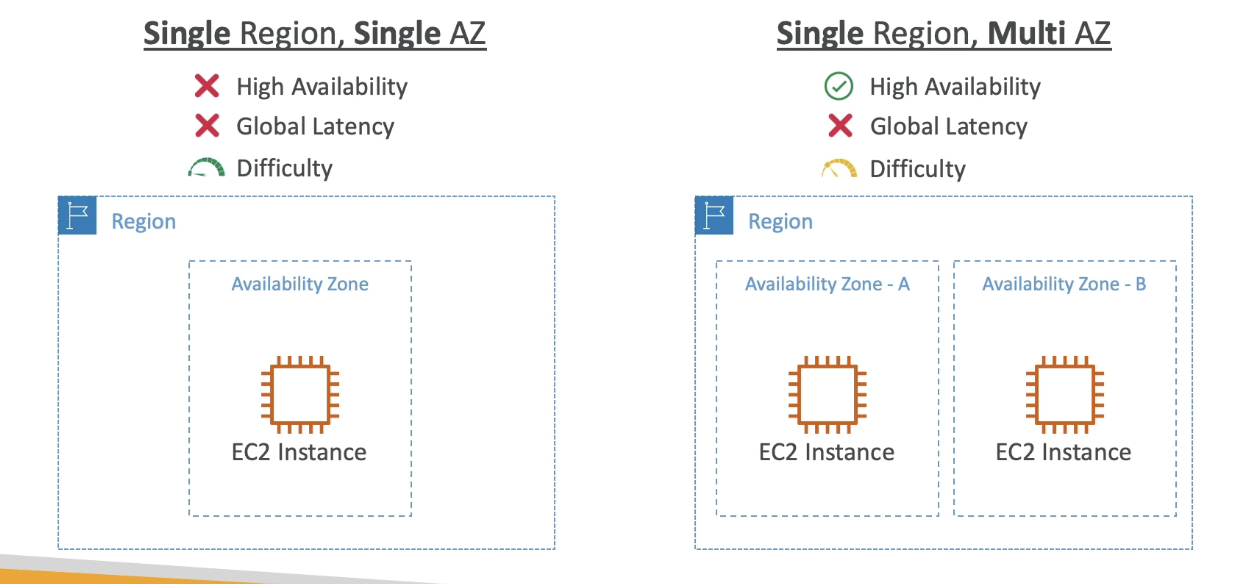 Single Region, Single AZ
High Availability
Global Latency
Difficulty
Region
Availability Zone
EC2 Instance
Single Region, Multi AZ
High Availability
Global Latency
Difficulty
Region
Availability Zone - A
EC2 Instance
Availability Zone - B
EC2 Instance